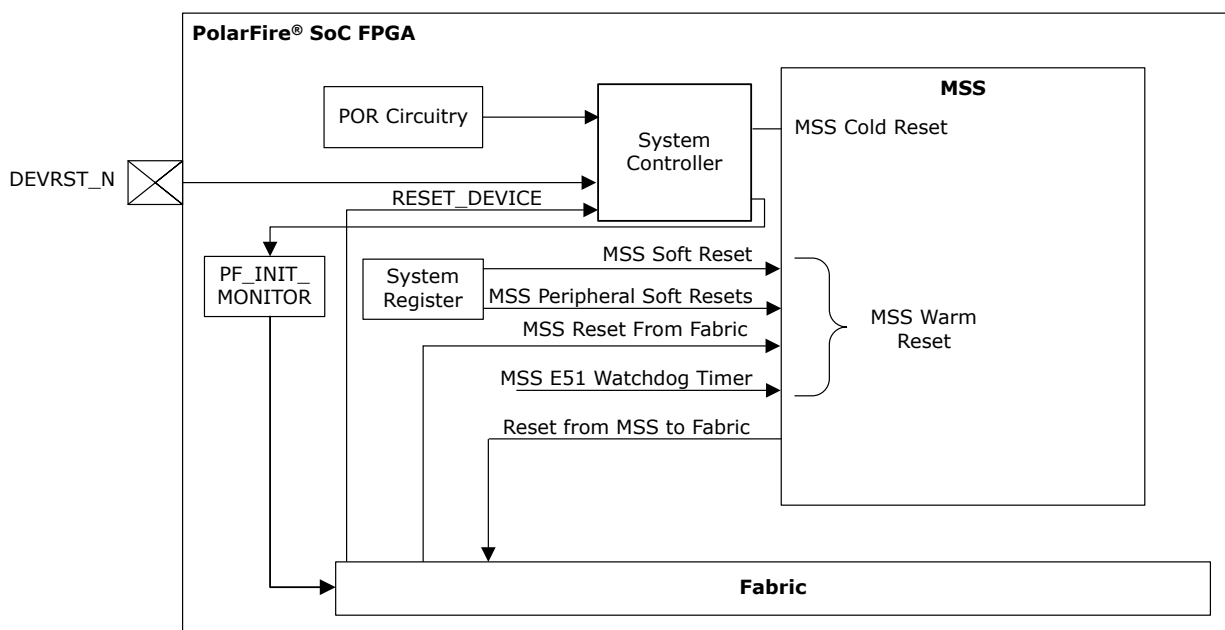 PolarFire® SoC FPGA
MSS
POR Circuitry
System
Controller
MSS Cold Reset
DEVRST_N
RESET_DEVICE
PF_INIT_
MONITOR
System
Register
MSS Soft Reset
MSS Peripheral Soft Resets
MSS Reset From Fabric
MSS Warm
Reset
MSS E51 Watchdog Timer
Reset from MSS to Fabric
Fabric